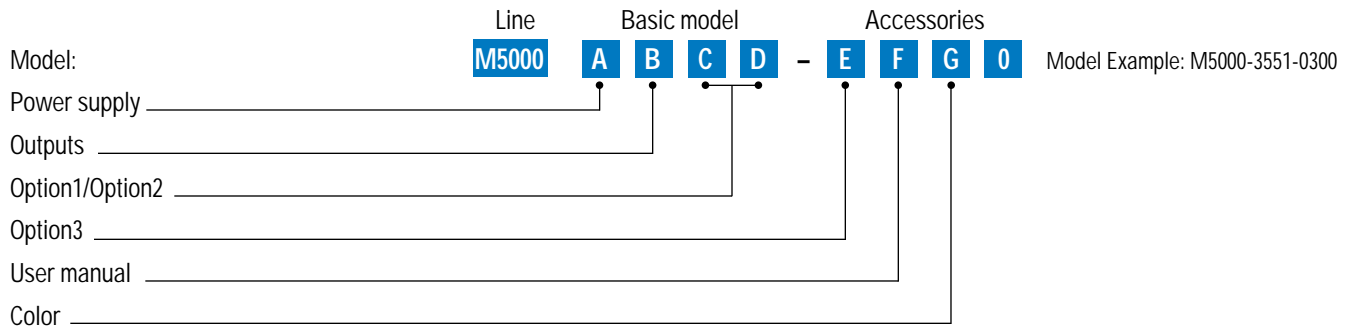 Line Basic model Accessories
Model: M5000 A B C D – E F G 0 Model Example: M5000-3551-0300
Power supply
Outputs
Option1/Option2
Option3
User manual
Color